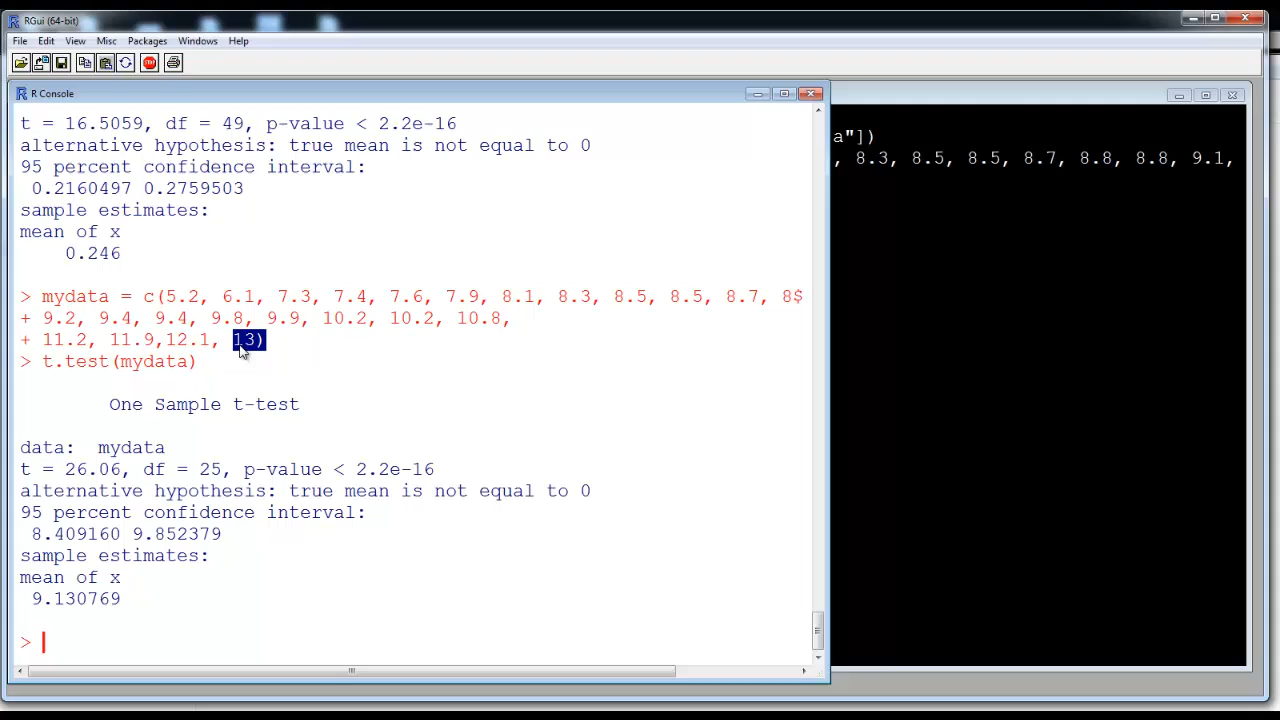 RGui (64-bit)
File Edit View Misc Packages Windows Help
R Console
t = 16.5059, df = 49, p-value < 2.2e-16
alternative hypothesis: true mean is not equal to 0
95 percent confidence interval:
0.2160497 0.2759503
sample estimates:
mean of x
0.246
> mydata = c(5.2, 6.1, 7.3, 7.4, 7.6, 7.9, 8.1, 8.3, 8.5, 8.5, 8.7, 8$
+ 9.2, 9.4, 9.4, 9.8, 9.9, 10.2, 10.2, 10.8,
+ 11.2, 11.9,12.1, 13)
> t.test(mydata)
One Sample t-test
data: mydata
t = 26.06, df = 25, p-value < 2.2e-16
alternative hypothesis: true mean is not equal to 0
95 percent confidence interval:
8.409160 9.852379
sample estimates:
mean of x
9.130769
>
a"])
, 8.3, 8.5, 8.5, 8.7, 8.8, 8.8, 9.1,